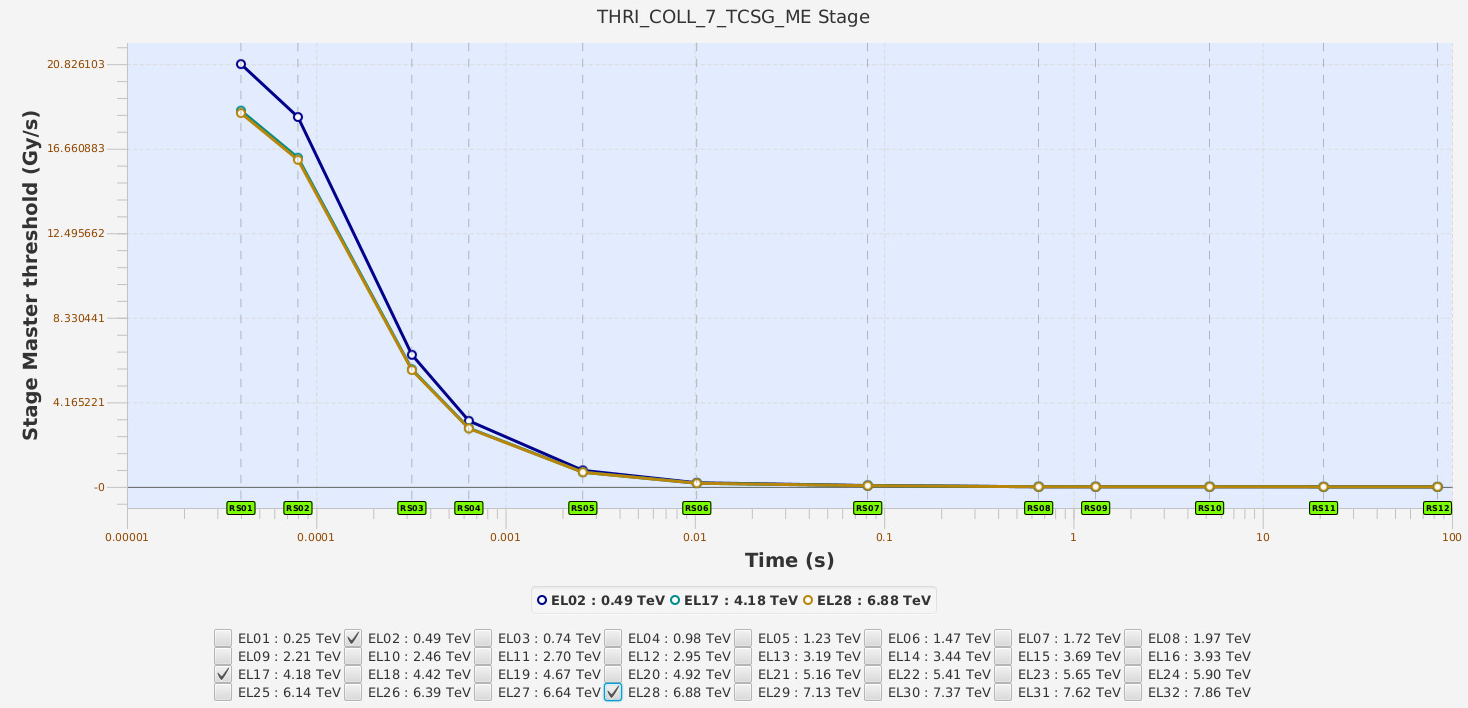 THRI_COLL_7_TCSG_ME Stage
Stage Master threshold (Gy/s)
20.826103
16.660883
12.495662
8.330441
4.165221
-0
RS01 RS02 RS03 RS04 RS05 RS06 RS07 RS08 RS09 RS10 RS11 RS12
0.00001 0.0001 0.001 0.01 0.1 1 10 100
Time (s)
EL02 : 0.49 TeV EL17 : 4.18 TeV EL28 : 6.88 TeV
EL01 : 0.25 TeV EL02 : 0.49 TeV EL03 : 0.74 TeV EL04 : 0.98 TeV EL05 : 1.23 TeV EL06 : 1.47 TeV EL07 : 1.72 TeV EL08 : 1.97 TeV
EL09 : 2.21 TeV EL10 : 2.46 TeV EL11 : 2.70 TeV EL12 : 2.95 TeV EL13 : 3.19 TeV EL14 : 3.44 TeV EL15 : 3.69 TeV EL16 : 3.93 TeV
EL17 : 4.18 TeV EL18 : 4.42 TeV EL19 : 4.67 TeV EL20 : 4.92 TeV EL21 : 5.16 TeV EL22 : 5.41 TeV EL23 : 5.65 TeV EL24 : 5.90 TeV
EL25 : 6.14 TeV EL26 : 6.39 TeV EL27 : 6.64 TeV EL28 : 6.88 TeV EL29 : 7.13 TeV EL30 : 7.37 TeV EL31 : 7.62 TeV EL32 : 7.86 TeV